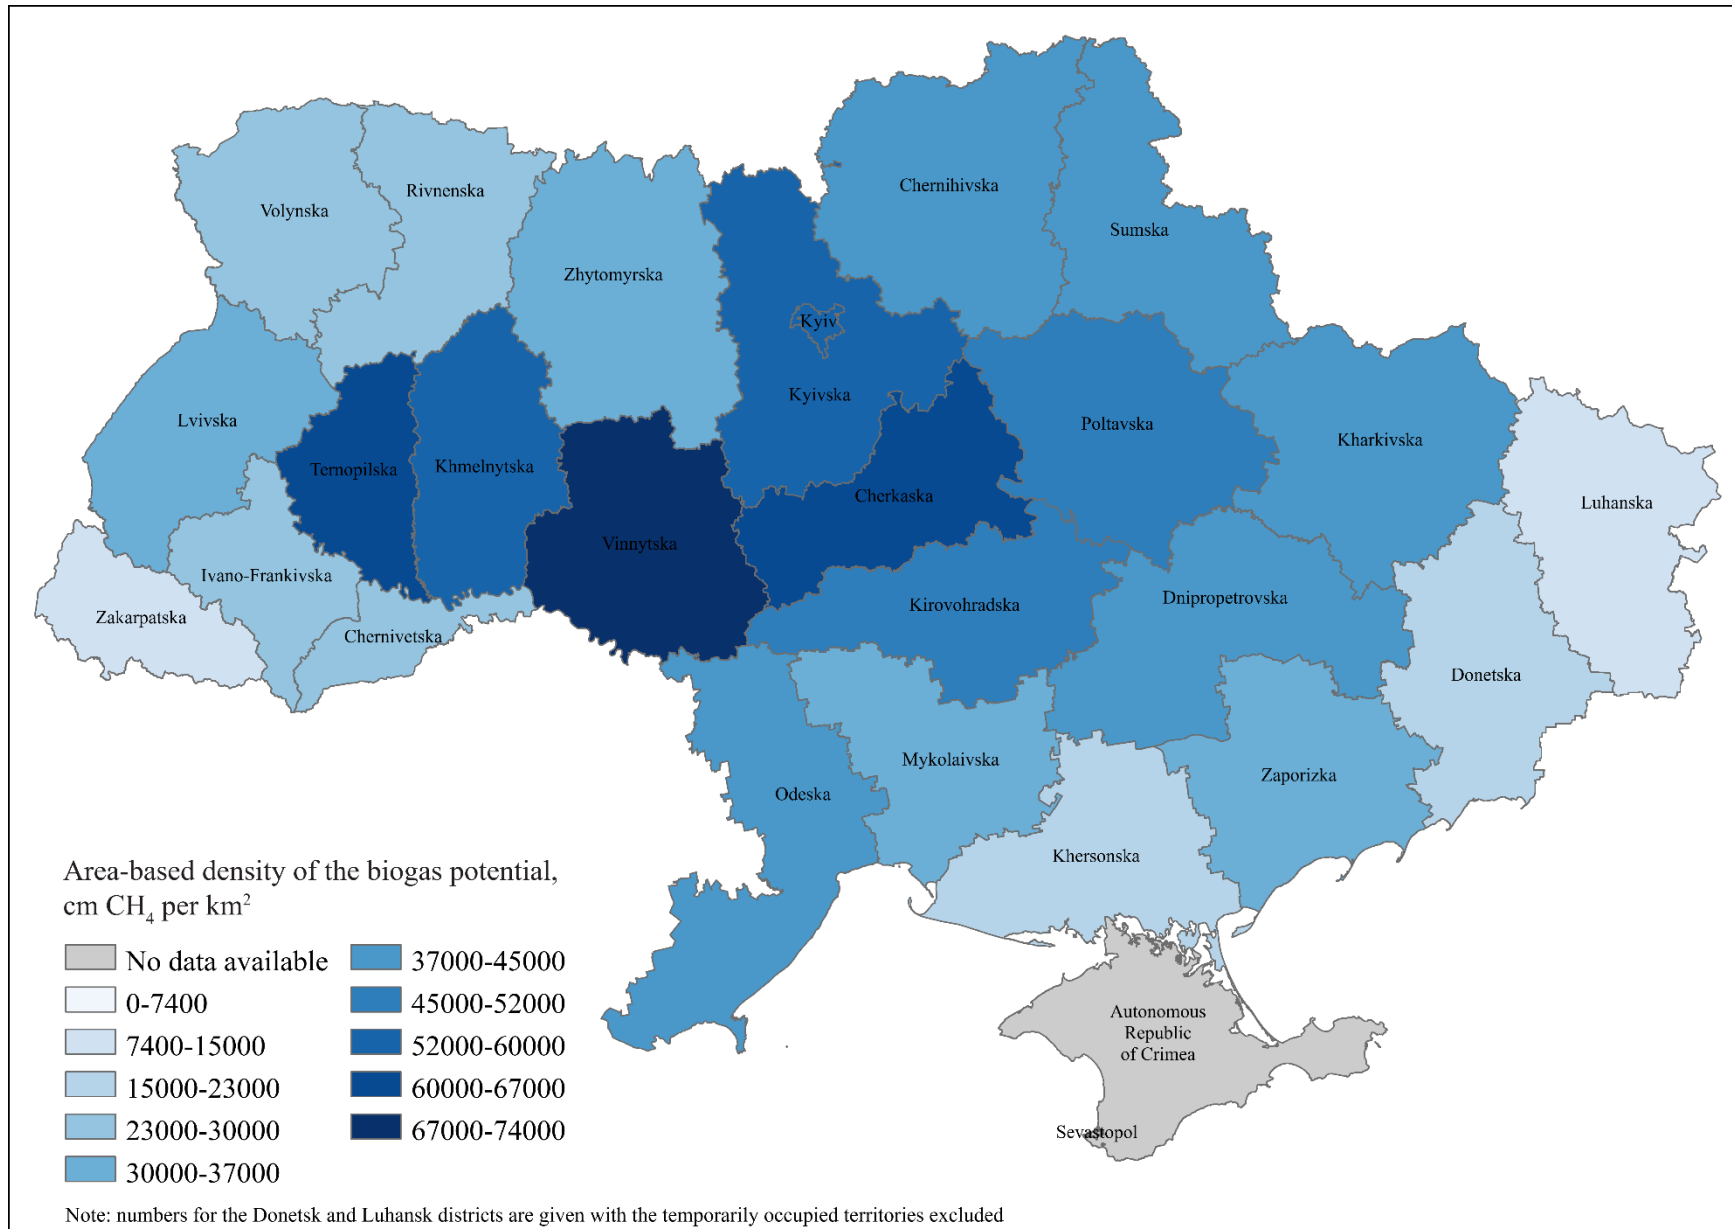 Chernihivska
Rivnenska
Volynska
Sumska
Zhytomyrska
Kyiv
Kyivska
Lvivska
Poltavska
Kharkivska
Ternopilska
Khmelnytska
Cherkaska
Luhanska
Vinnytska
Ivano-Frankivska
Dnipropetrovska
Kirovohradska
Zakarpatska
Chernivetska
Donetska
Mykolaivska
Zaporizka
Odeska
Khersonska
Autonomous
Republic
of Crimea
Sevastopol
Area-based density of the biogas potential,
cm CH₄ per km²
No data available
0-7400
7400-15000
15000-23000
23000-30000
30000-37000
37000-45000
45000-52000
52000-60000
60000-67000
67000-74000
Note: numbers for the Donetsk and Luhansk districts are given with the temporarily occupied territories excluded